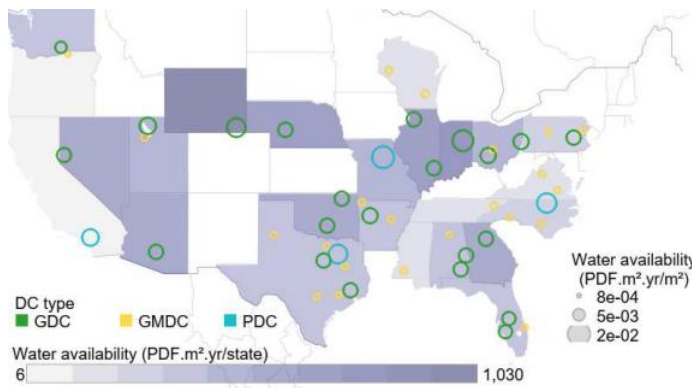 Water availability
(PDF.m².yr/m²)
8e-04
5e-03
2e-02
DC type
GDC GMDC PDC
Water availability (PDF.m².yr/state)
6 1,030